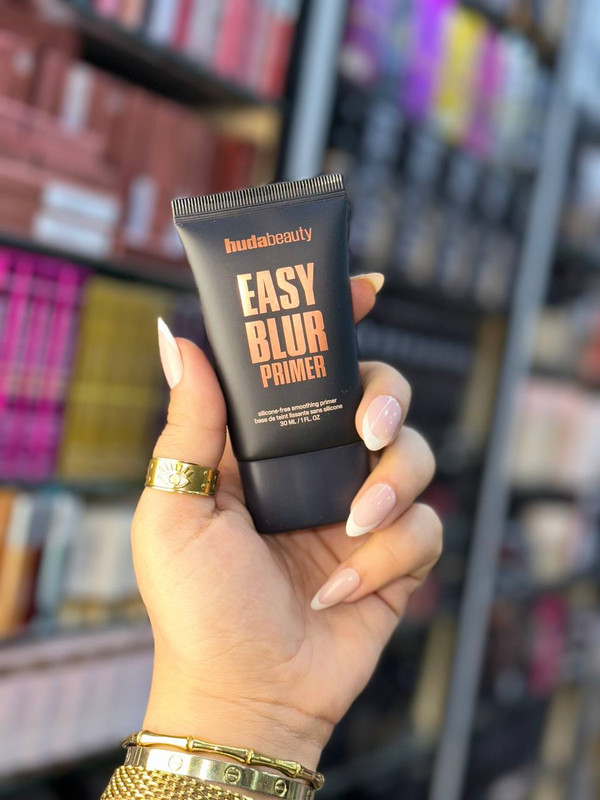 hudabeauty
EASY
BLUR
PRIMER
silicone-free smoothing primer
base de teint lissante sans silicone
30 ML / 1 FL. OZ